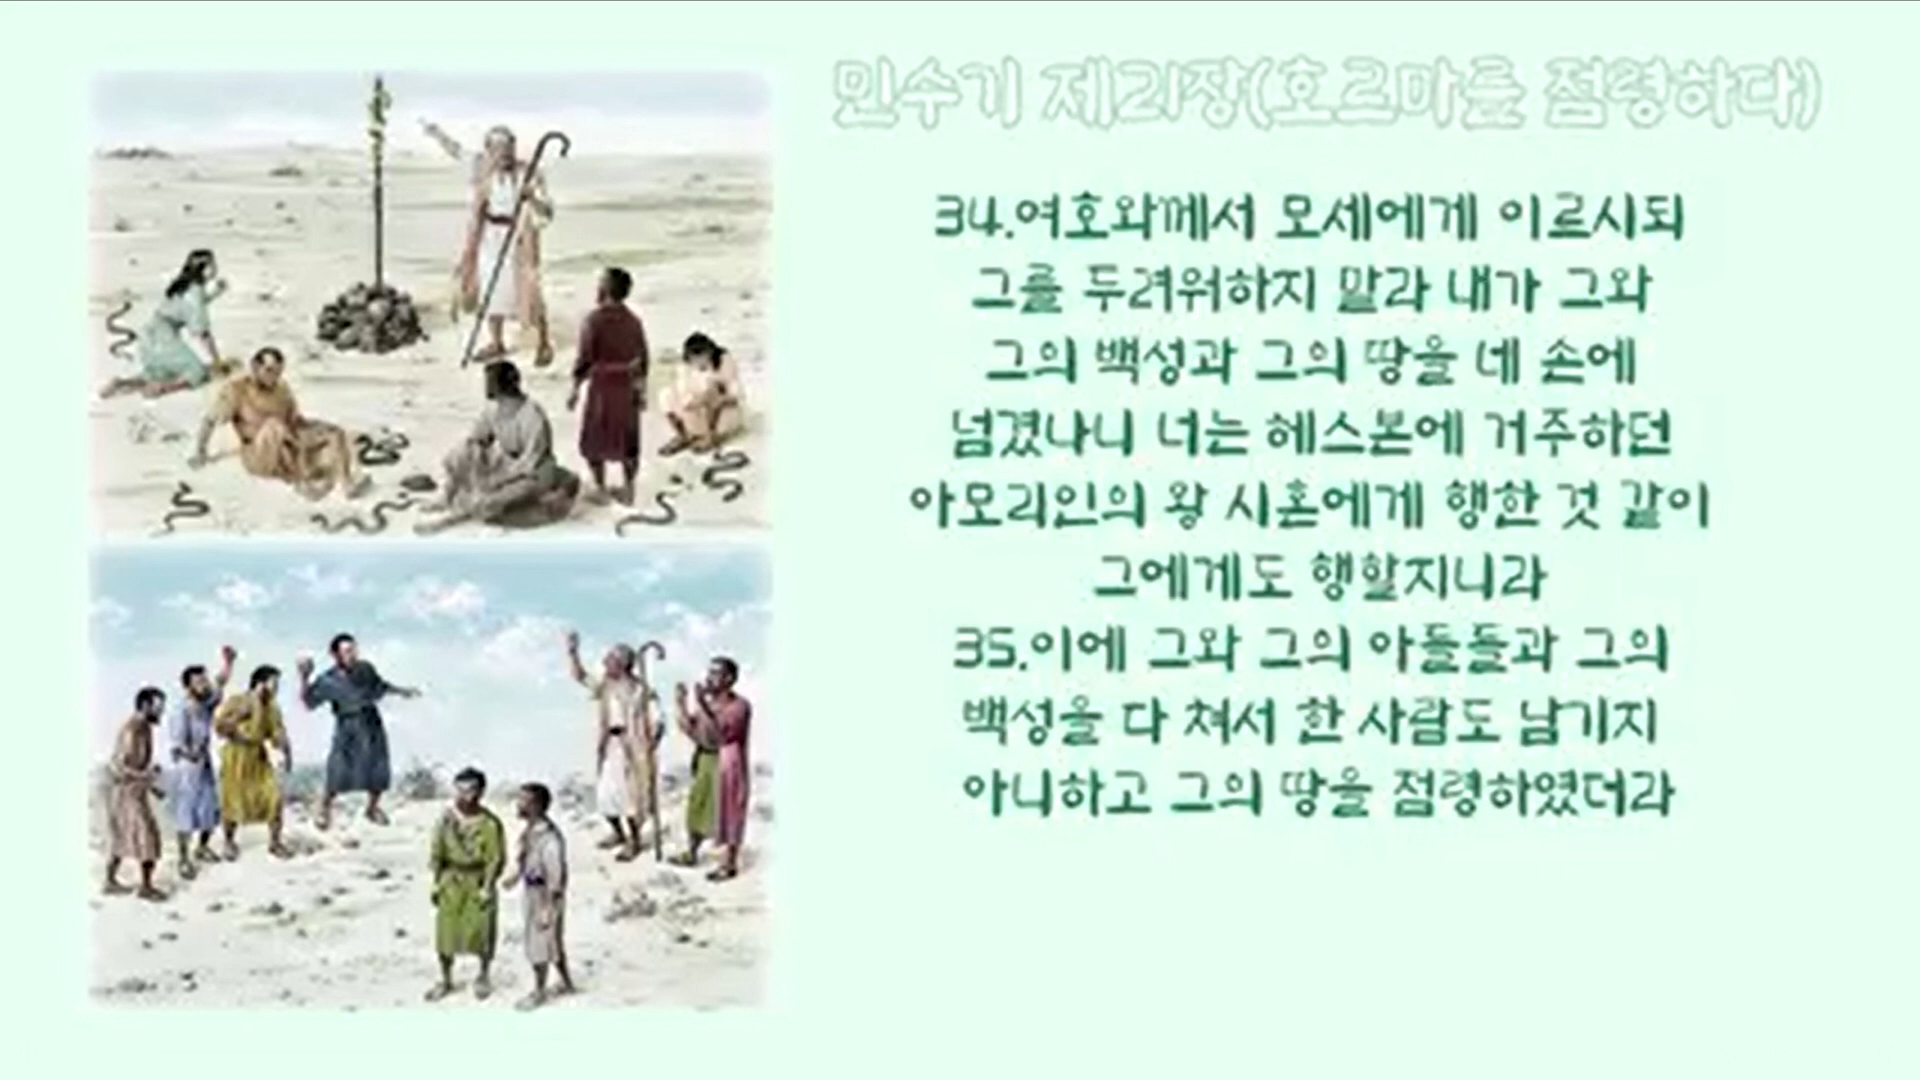 민수기 제21장(호르마를 점령하다)
34.여호와께서 모세에게 이르시되
그를 두려워하지 말라 내가 그와
그의 백성과 그의 땅을 네 손에
넘겼나니 너는 헤스본에 거주하던
아모리인의 왕 시혼에게 행한 것 같이
그에게도 행할지니라
35.이에 그와 그의 아들들과 그의
백성을 다 쳐서 한 사람도 남기지
아니하고 그의 땅을 점령하였더라